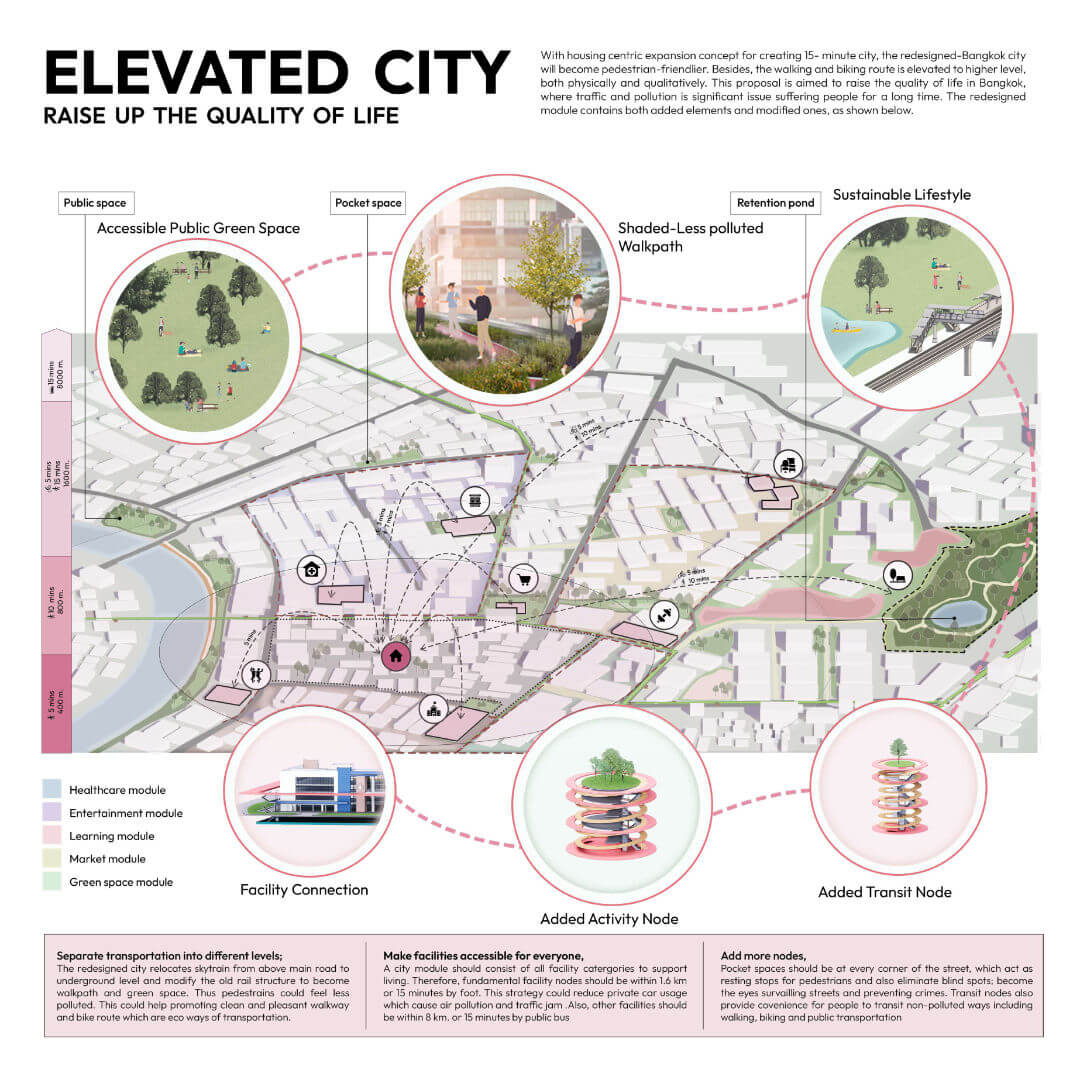 ELEVATED CITY
RAISE UP THE QUALITY OF LIFE
With housing centric expansion concept for creating 15- minute city, the redesigned-Bangkok city
will become pedestrian-friendlier. Besides, the walking and biking route is elevated to higher level,
both physically and qualitatively. This proposal is aimed to raise the quality of life in Bangkok,
where traffic and pollution is significant issue suffering people for a long time. The redesigned
module contains both added elements and modified ones, as shown below.
Public space
Pocket space
Retention pond
Sustainable Lifestyle
Accessible Public Green Space
Shaded-Less polluted
Walkpath
15 mins
8000 m.
5 mins
15 mins
1600 m.
10 mins
800 m.
5 mins
400 m.
5 mins
10 mins
3 mins
7 mins
5 mins
10 mins
5 mins
Healthcare module
Entertainment module
Learning module
Market module
Green space module
Facility Connection
Added Activity Node
Added Transit Node
Separate transportation into different levels;
The redesigned city relocates skytrain from above main road to
underground level and modify the old rail structure to become
walkpath and green space. Thus pedestrains could feel less
polluted. This could help promoting clean and pleasant walkway
and bike route which are eco ways of transportation.
Make facilities accessible for everyone,
A city module should consist of all facility catergories to support
living. Therefore, fundamental facility nodes should be within 1.6 km
or 15 minutes by foot. This strategy could reduce private car usage
which cause air pollution and traffic jam .Also, other facilities should
be within 8 km. or 15 minutes by public bus
Add more nodes,
Pocket spaces should be at every corner of the street, which act as
resting stops for pedestrians and also eliminate blind spots; become
the eyes survailling streets and preventing crimes. Transit nodes also
provide convenience for people to transit non-polluted ways including
walking, biking and public transportation